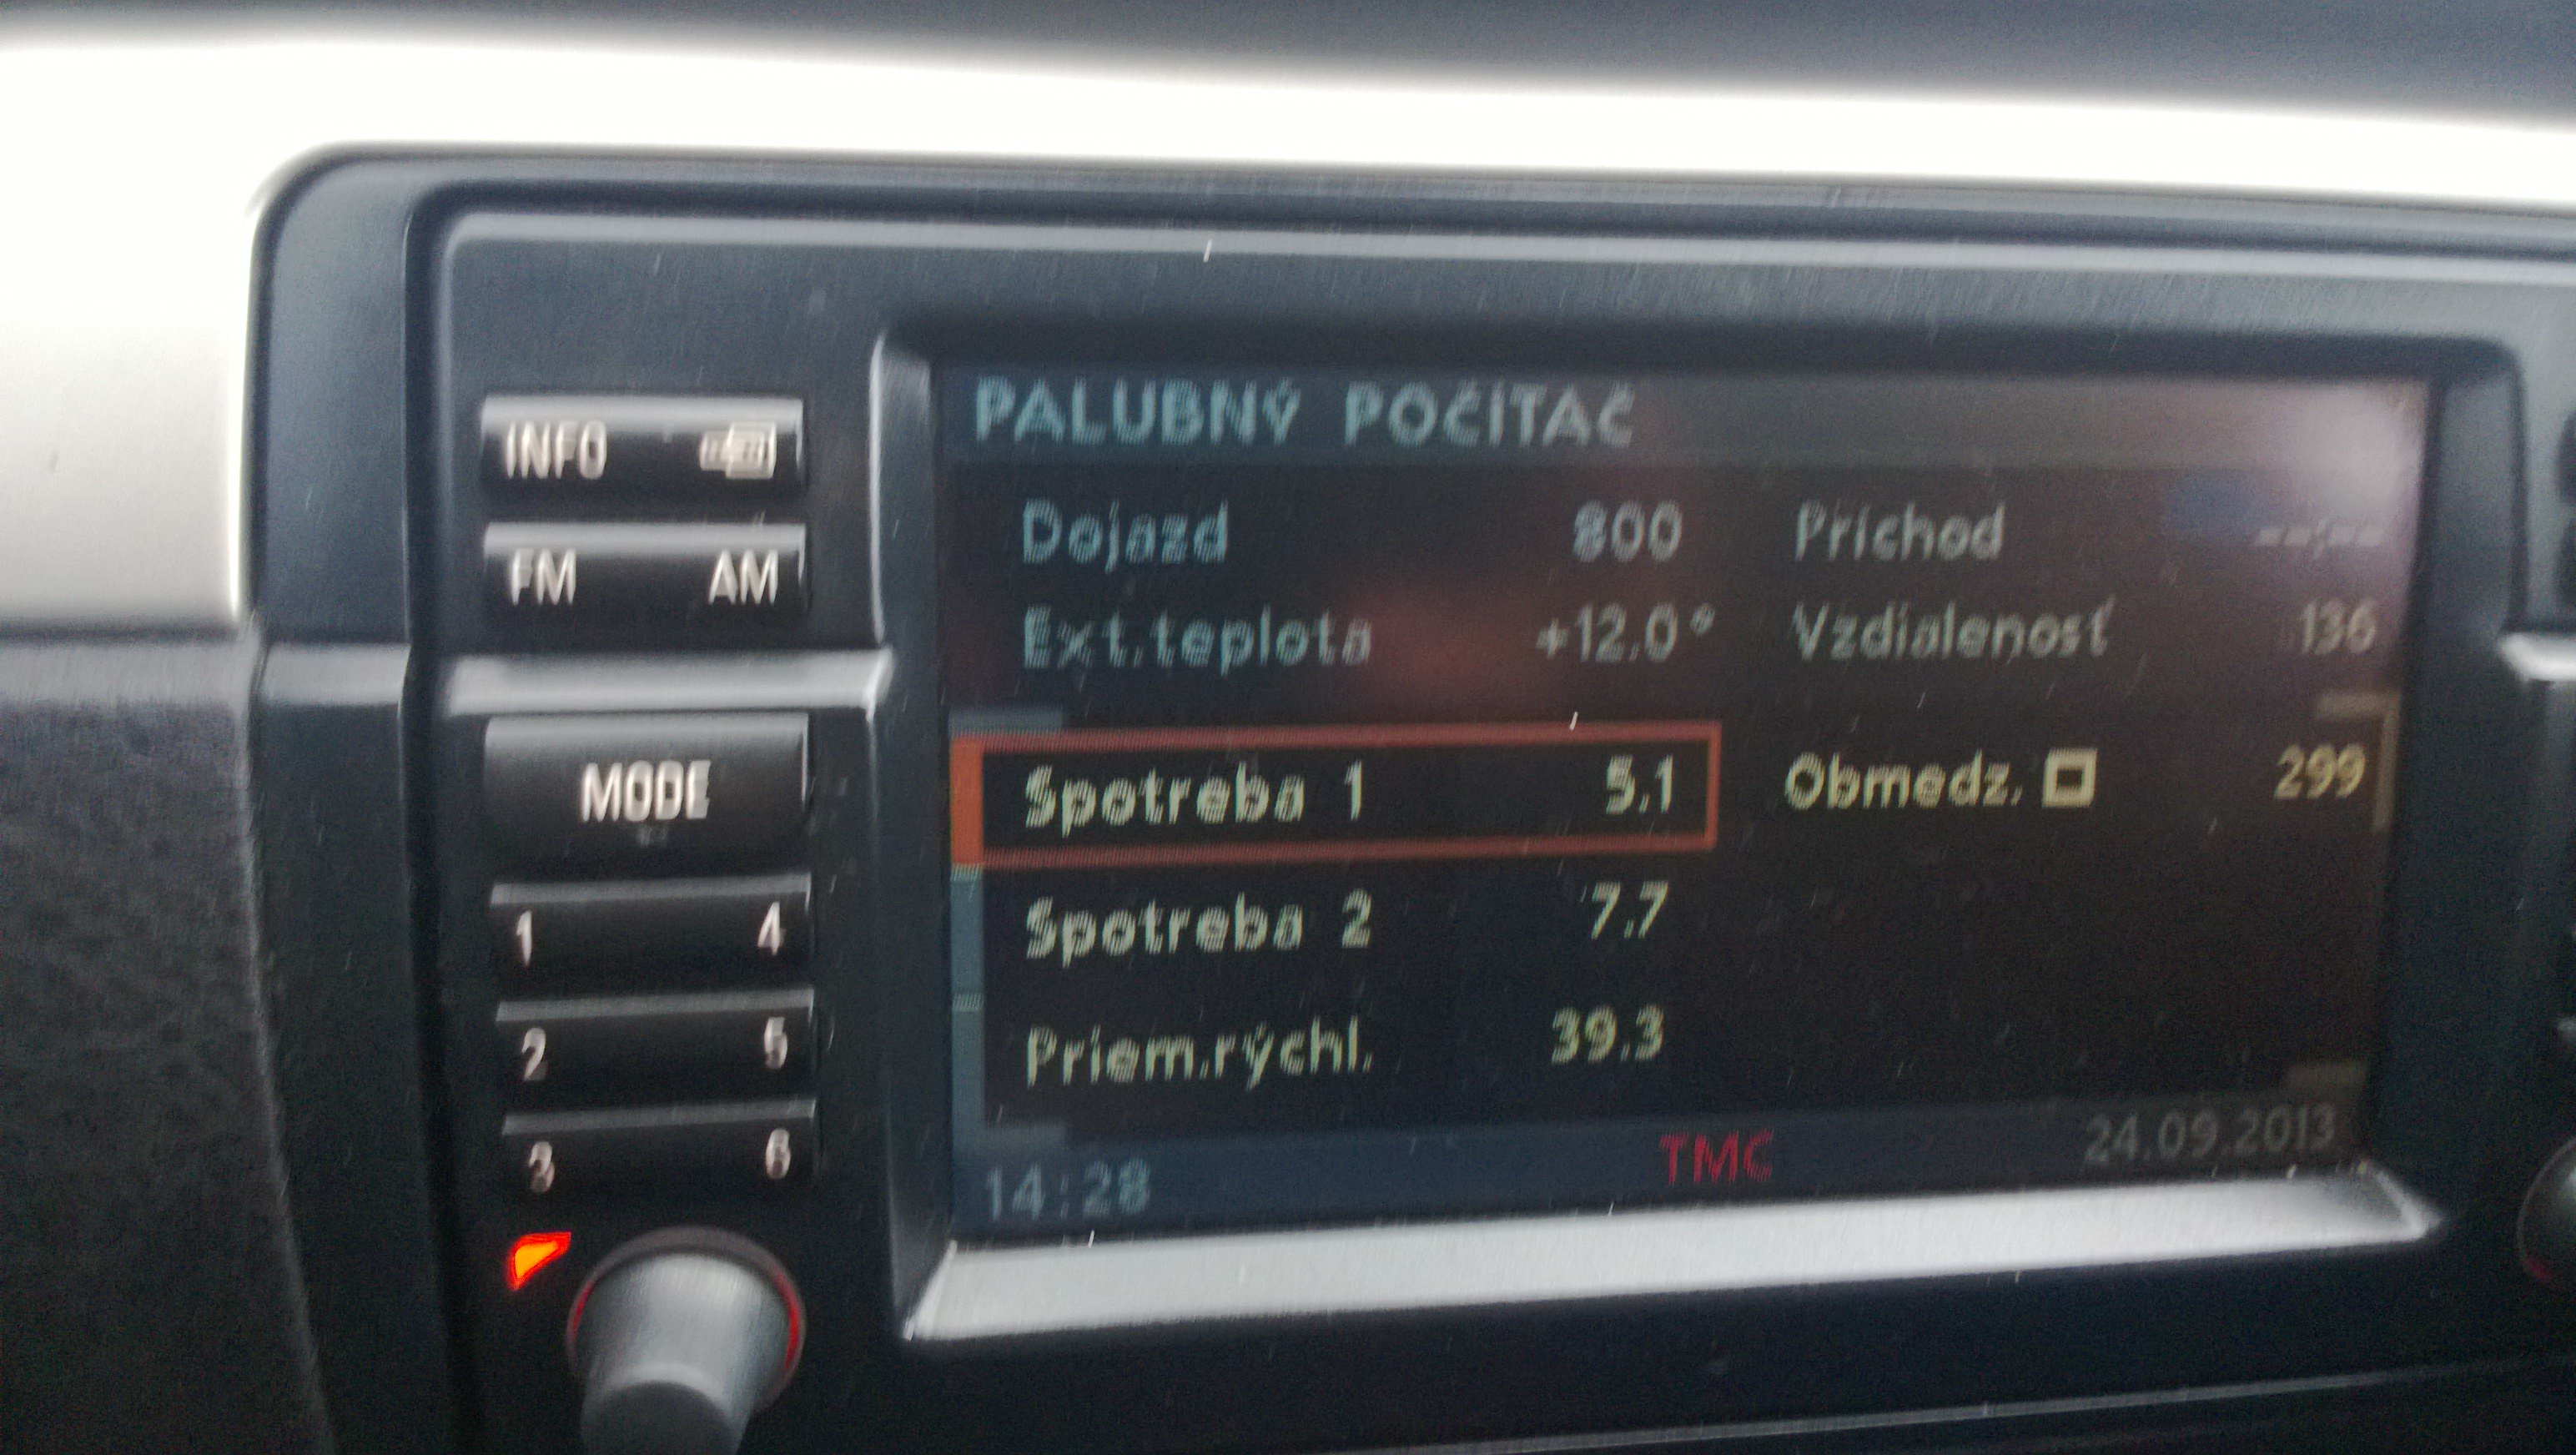 PALUBNÝ POČÍTAČ
INFO
Dojazd 800 Príchod --:--
FM AM
Ext.teplota +12.0° Vzdialenosť 136
MODE
Spotreba 1 5.1 Obmedz. 299
1 4
Spotreba 2 7.7
2 5
Priem.rýchl. 39.3
3 6
14:28 TMC 24.09.2013